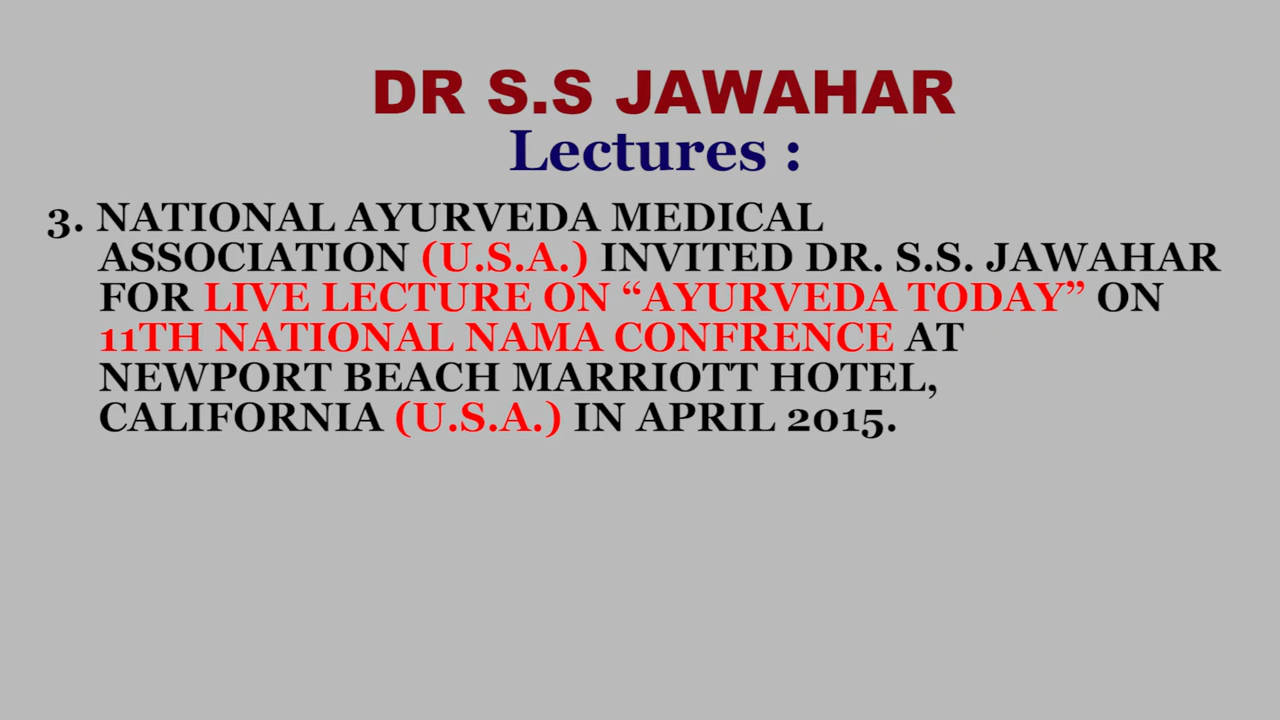 DR S.S JAWAHAR
Lectures :
3. NATIONAL AYURVEDA MEDICAL
ASSOCIATION (U.S.A.) INVITED DR. S.S. JAWAHAR
FOR LIVE LECTURE ON “AYURVEDA TODAY” ON
11TH NATIONAL NAMA CONFRENCE AT
NEWPORT BEACH MARRIOTT HOTEL,
CALIFORNIA (U.S.A.) IN APRIL 2015.